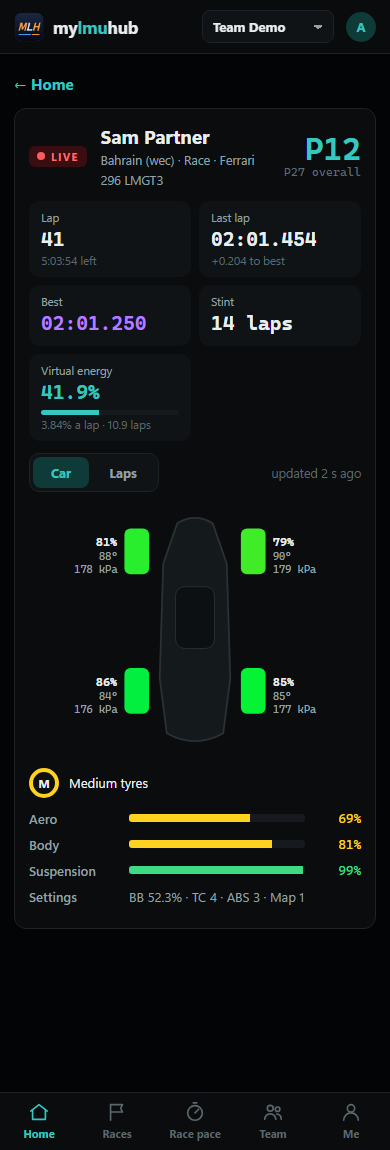 MLH mylmuhub Team Demo A
← Home
LIVE
Sam Partner
Bahrain (wec) · Race · Ferrari
296 LMGT3
P12
P27 overall
Lap
41
5:03:54 left
Last lap
02:01.454
+0.204 to best
Best
02:01.250
Stint
14 laps
Virtual energy
41.9%
3.84% a lap · 10.9 laps
Car Laps updated 2 s ago
81%
88°
178 kPa
79%
90°
179 kPa
86%
84°
176 kPa
85%
85°
177 kPa
M Medium tyres
Aero 69%
Body 81%
Suspension 99%
Settings BB 52.3% · TC 4 · ABS 3 · Map 1
Home Races Race pace Team Me